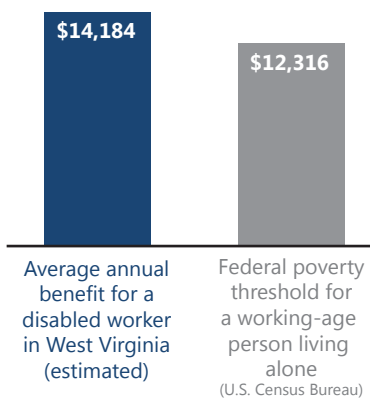 $14,184
$12,316
Average annual
benefit for a
disabled worker
in West Virginia
(estimated)
Federal poverty
threshold for
a working-age
person living
alone
(U.S. Census Bureau)